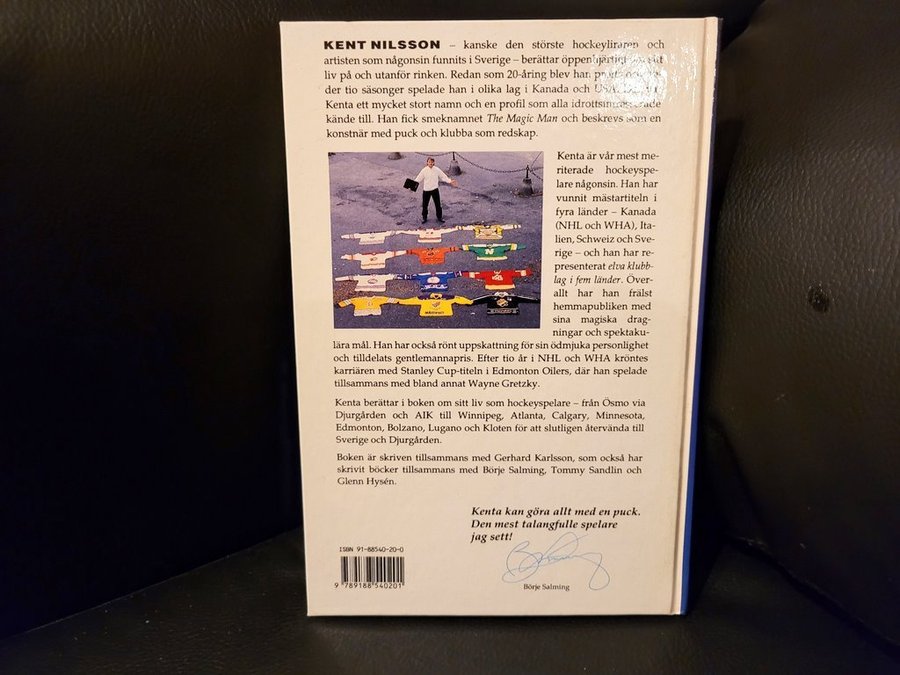 KENT NILSSON – kanske den störste hockeyliraren och
artisten som någonsin funnits i Sverige – berättar öppenhjärtigt om sitt
liv på och utanför rinken. Redan som 20-åring blev han
der tio säsonger spelade han i olika lag i Kanada och USA.
Kenta ett mycket stort namn och en profil som alla idrottsintresserade
kände till. Han fick smeknamnet The Magic Man och beskrevs som en
konstnär med puck och klubba som redskap.
Kenta är vår mest me-
riterade hockeyspe-
lare någonsin. Han har
vunnit mästartiteln i
fyra länder – Kanada
(NHL och WHA), Ita-
lien, Schweiz och Sve-
rige – och han har re-
presenterat elva klubb-
lag i fem länder. Över-
allt har han frälst
hemmapubliken med
sina magiska drag-
ningar och spektaku-
lära mål. Han har också rönt uppskattning för sin ödmjuka personlighet
och tilldelats gentlemannapris. Efter tio år i NHL och WHA kröntes
karriären med Stanley Cup-titeln i Edmonton Oilers, där han spelade
tillsammans med bland annat Wayne Gretzky.
Kenta berättar i boken om sitt liv som hockeyspelare – från Ösmo via
Djurgården och AIK till Winnipeg, Atlanta, Calgary, Minnesota,
Edmonton, Bolzano, Lugano och Kloten för att slutligen återvända till
Sverige och Djurgården.
Boken är skriven tillsammans med Gerhard Karlsson, som också har
skrivit böcker tillsammans med Börje Salming, Tommy Sandlin och
Glenn Hysén.
Kenta kan göra allt med en puck.
Den mest talangfulle spelare
jag sett!
Börje Salming
ISBN 91-88540-20-0
9 789188 540201